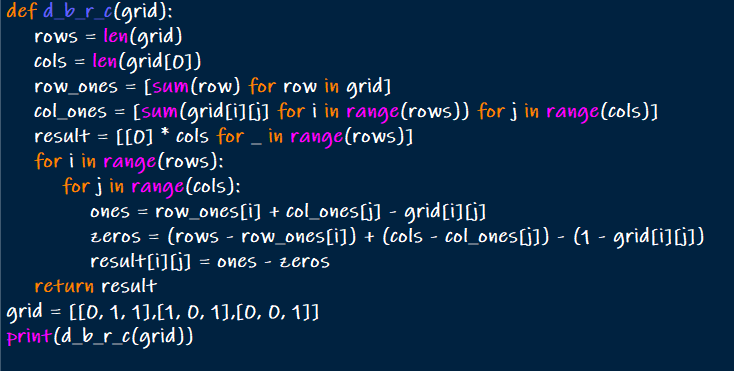 def d_b_r_c(grid):
    rows = len(grid)
    cols = len(grid[0])
    row_ones = [sum(row) for row in grid]
    col_ones = [sum(grid[i][j] for i in range(rows)) for j in range(cols)]
    result = [[0] * cols for _ in range(rows)]
    for i in range(rows):
        for j in range(cols):
            ones = row_ones[i] + col_ones[j] - grid[i][j]
            zeros = (rows - row_ones[i]) + (cols - col_ones[j]) - (1 - grid[i][j])
            result[i][j] = ones - zeros
    return result
grid = [[0, 1, 1],[1, 0, 1],[0, 0, 1]]
print(d_b_r_c(grid))